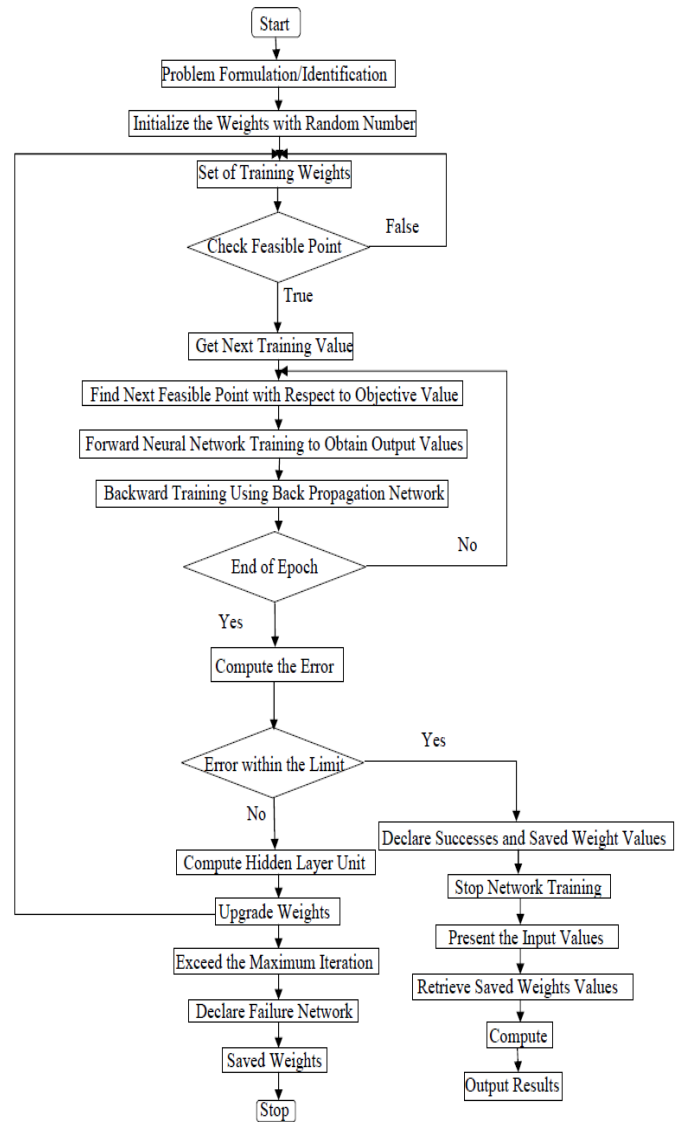 Start
Problem Formulation/Identification
Initialize the Weights with Random Number
Set of Training Weights
False
Check Feasible Point
True
Get Next Training Value
Find Next Feasible Point with Respect to Objective Value
Forward Neural Network Training to Obtain Output Values
Backward Training Using Back Propagation Network
No
End of Epoch
Yes
Compute the Error
Yes
Error within the Limit
No
Declare Successes and Saved Weight Values
Compute Hidden Layer Unit
Stop Network Training
Upgrade Weights
Present the Input Values
Exceed the Maximum Iteration
Retrieve Saved Weights Values
Declare Failure Network
Compute
Saved Weights
Output Results
Stop